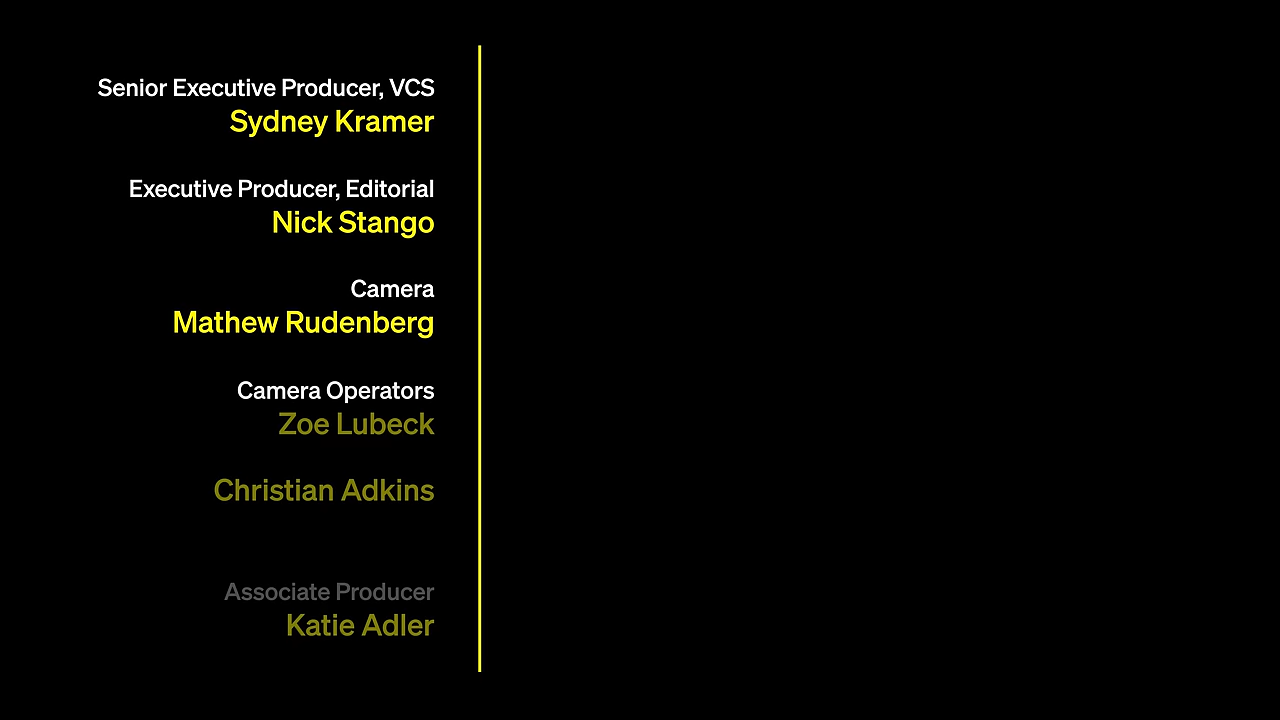 Senior Executive Producer, VCS
Sydney Kramer
Executive Producer, Editorial
Nick Stango
Camera
Mathew Rudenberg
Camera Operators
Zoe Lubeck
Christian Adkins
Associate Producer
Katie Adler